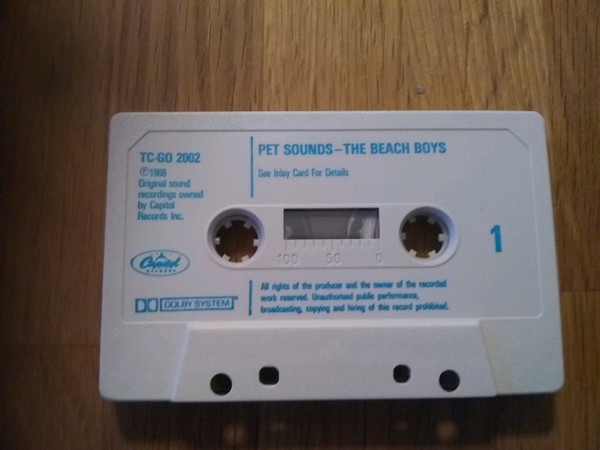 TC-GO 2002
Ⓟ1968
Original sound
recordings owned
by Capitol
Records Inc.
PET SOUNDS–THE BEACH BOYS
See Inlay Card For Details
1
100 50 0
Capitol
RECORDS
DOLBY SYSTEM
All rights of the producer and the owner of the recorded
work reserved. Unauthorised public performance,
broadcasting, copying and hiring of this record prohibited.